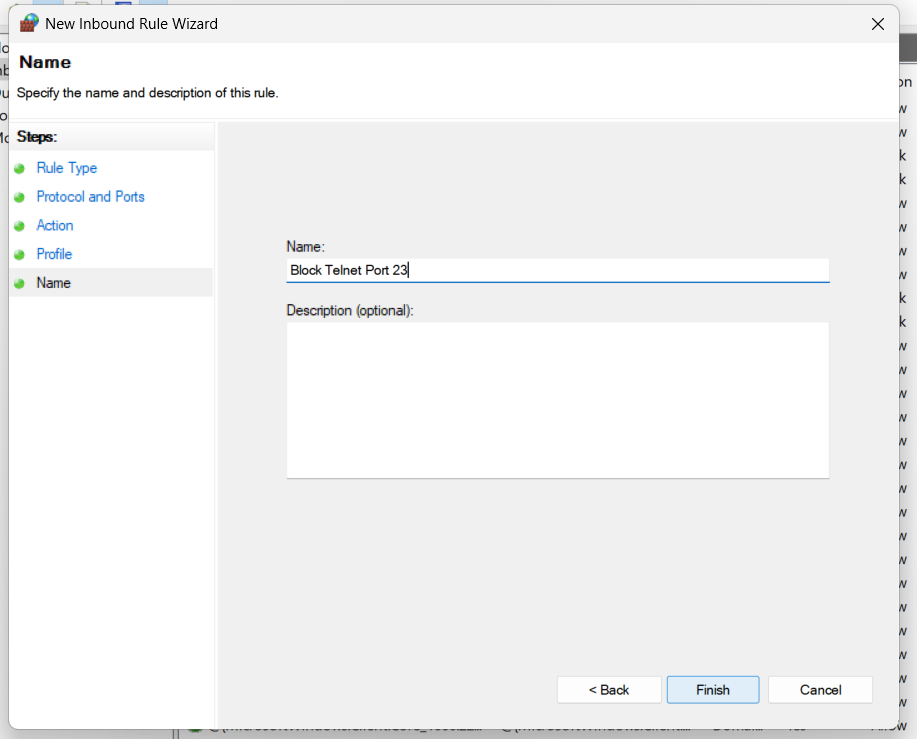 New Inbound Rule Wizard
Name
Specify the name and description of this rule.
Steps:
Rule Type
Protocol and Ports
Action
Profile
Name
Name:
Block Telnet Port 23
Description (optional):
< Back
Finish
Cancel